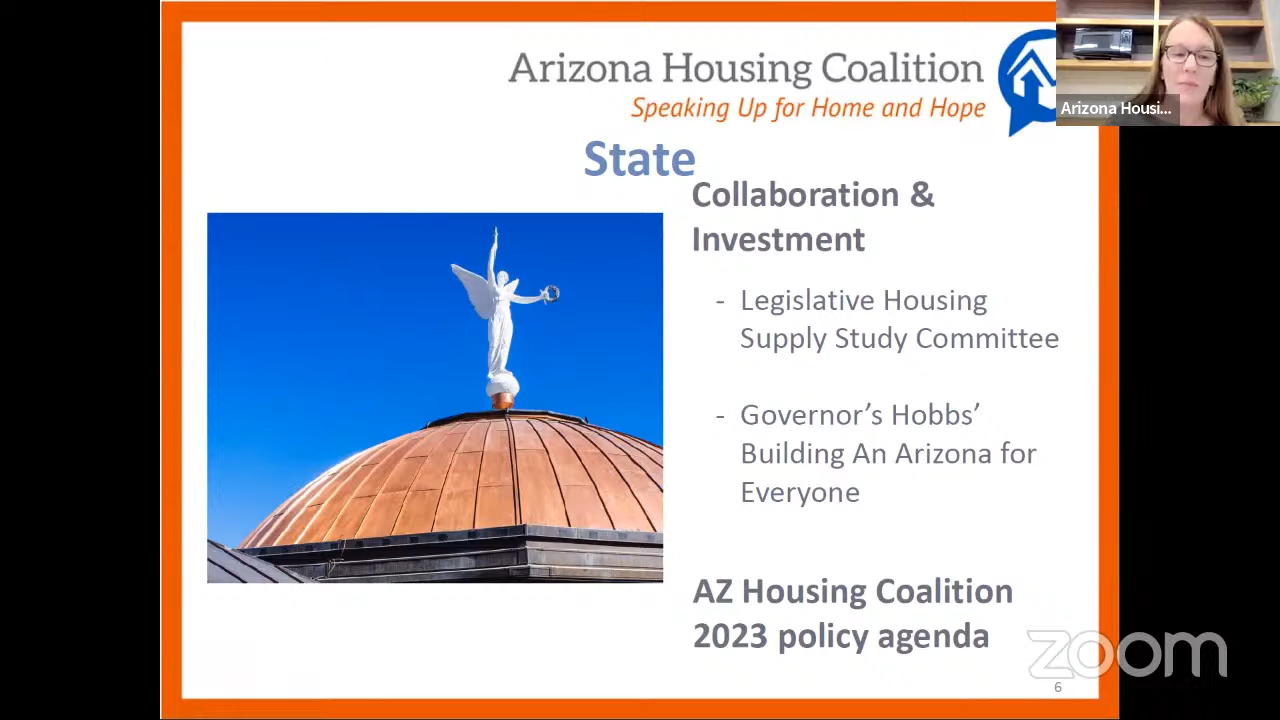 Arizona Housing Coalition
Speaking Up for Home and Hope
Arizona Housi...
State
Collaboration &
Investment
- Legislative Housing
Supply Study Committee
- Governor’s Hobbs’
Building An Arizona for
Everyone
AZ Housing Coalition
2023 policy agenda
zoom
6